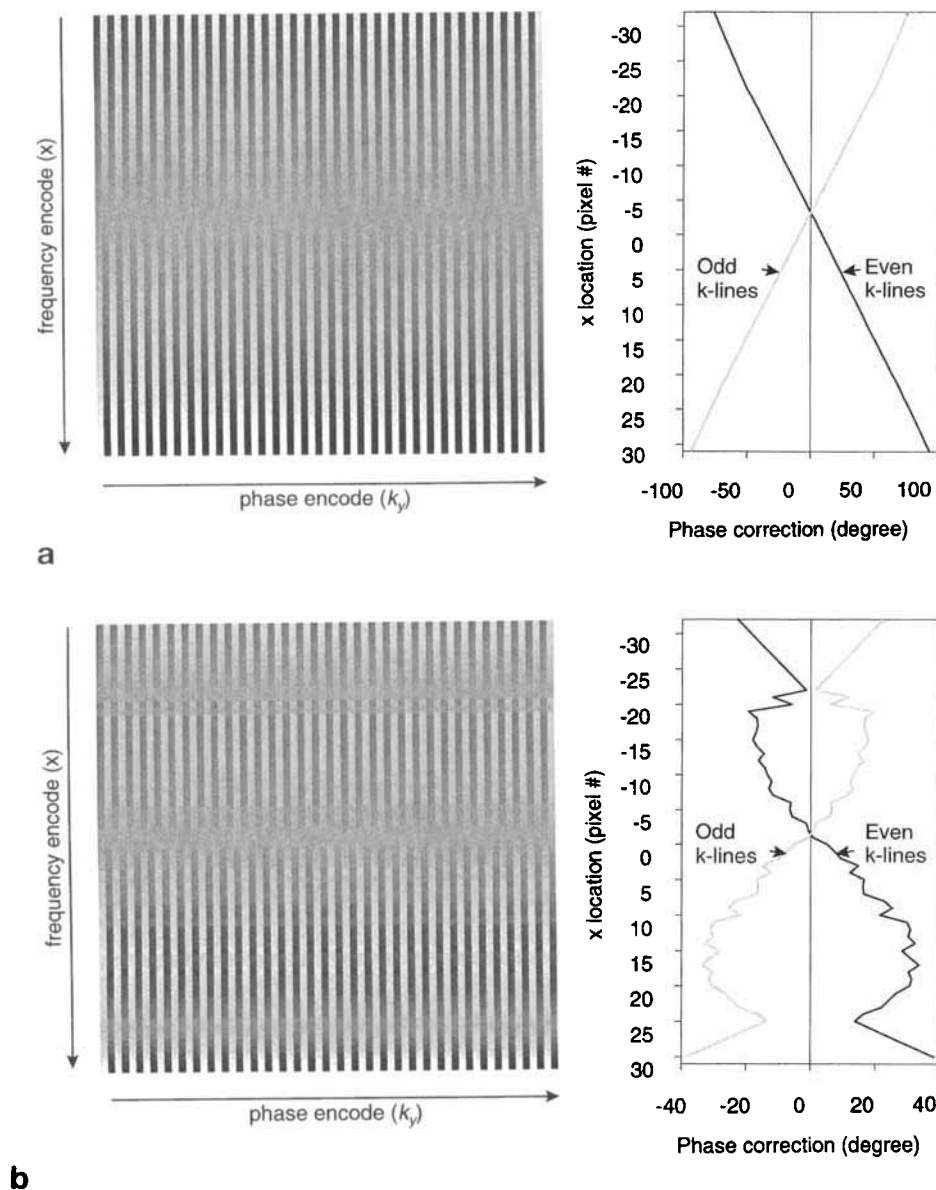 frequency encode (x)
phase encode (ky)
a
x location (pixel #)
-30
-25
-20
-15
-10
-5
0
5
10
15
20
25
30
Odd
k-lines
Even
k-lines
-100 -50 0 50 100
Phase correction (degree)
frequency encode (x)
phase encode (ky)
b
x location (pixel #)
-30
-25
-20
-15
-10
-5
0
5
10
15
20
25
30
Odd
k-lines
Even
k-lines
-40 -20 0 20 40
Phase correction (degree)